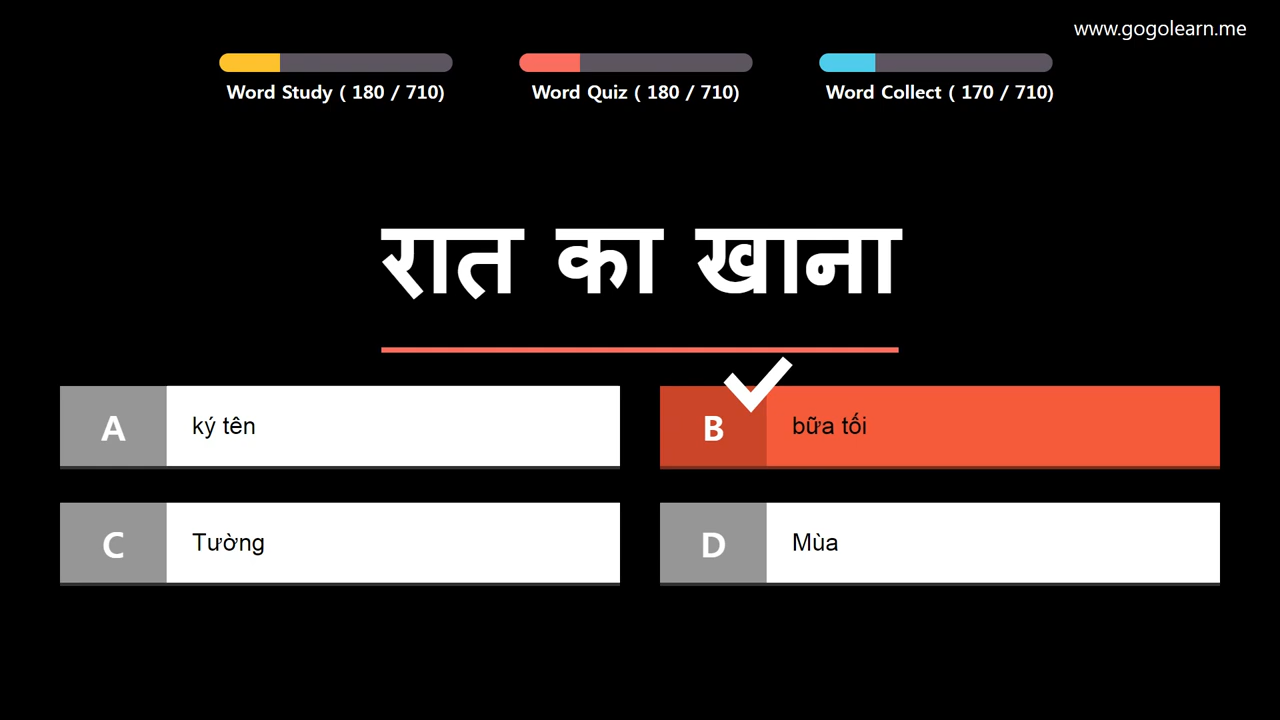 www.gogolearn.me
Word Study ( 180 / 710)
Word Quiz ( 180 / 710)
Word Collect ( 170 / 710)
रात का खाना
A ký tên
B bữa tối
C Tường
D Mùa